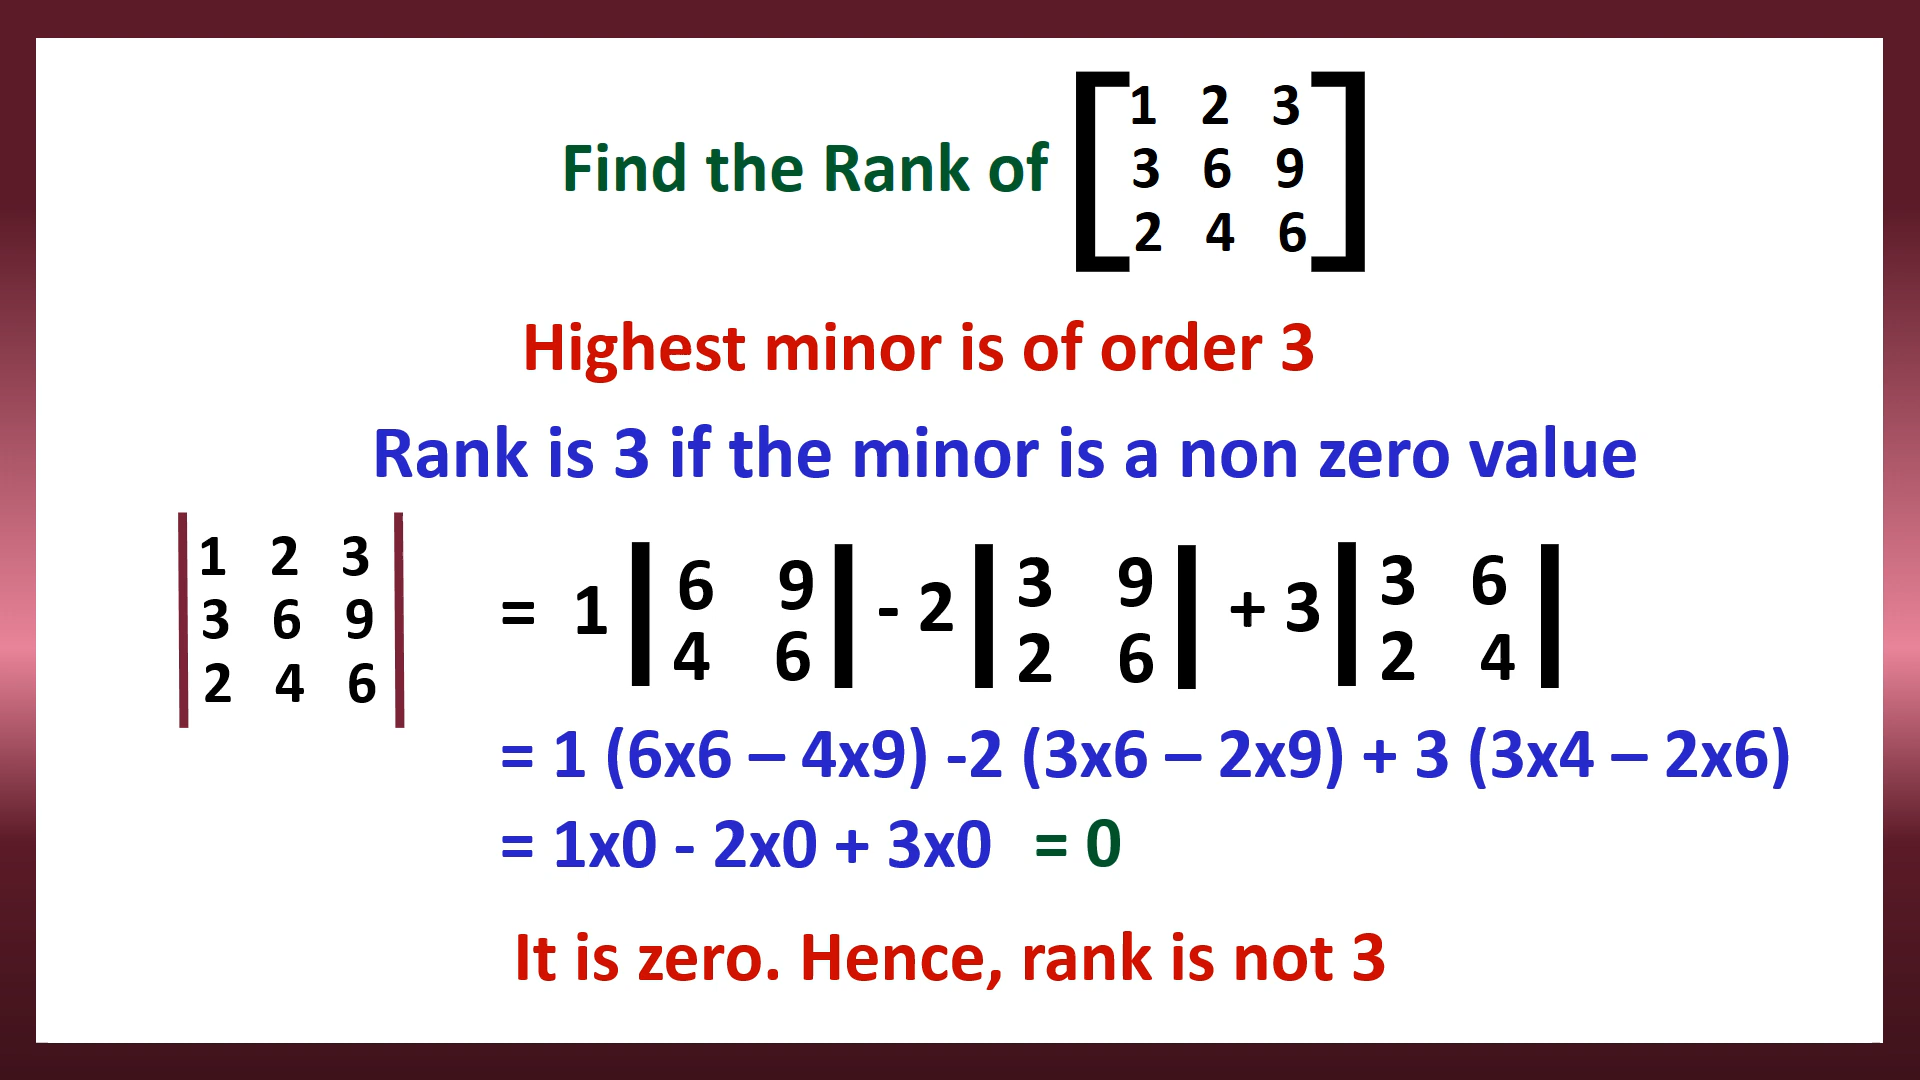 Find the Rank of [1 2 3
3 6 9
2 4 6]
Highest minor is of order 3
Rank is 3 if the minor is a non zero value
|1 2 3
3 6 9
2 4 6| = 1 |6 9
4 6| - 2 |3 9
2 6| + 3 |3 6
2 4|
= 1 (6x6 – 4x9) -2 (3x6 – 2x9) + 3 (3x4 – 2x6)
= 1x0 - 2x0 + 3x0 = 0
It is zero. Hence, rank is not 3